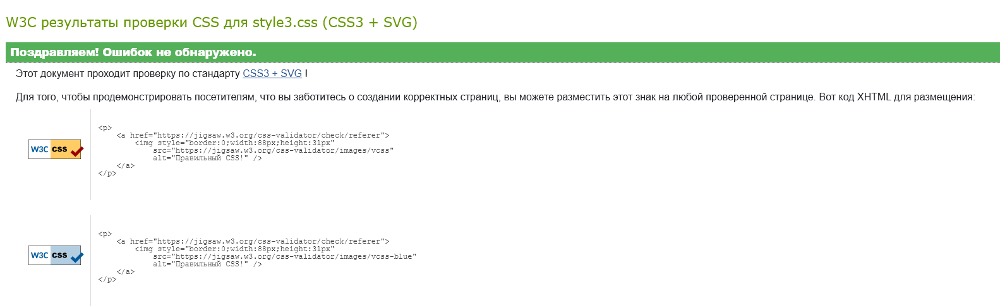 W3C результаты проверки CSS для style3.css (CSS3 + SVG)
Поздравляем! Ошибок не обнаружено.
Этот документ проходит проверку по стандарту CSS3 + SVG !
Для того, чтобы продемонстрировать посетителям, что вы заботитесь о создании корректных страниц, вы можете разместить этот знак на любой проверенной странице. Вот код XHTML для размещения:
W3C css
<p>
    <a href="https://jigsaw.w3.org/css-validator/check/referer">
        <img style="border:0;width:88px;height:31px"
            src="https://jigsaw.w3.org/css-validator/images/vcss"
            alt="Правильный CSS!" />
    </a>
</p>
W3C css
<p>
    <a href="https://jigsaw.w3.org/css-validator/check/referer">
        <img style="border:0;width:88px;height:31px"
            src="https://jigsaw.w3.org/css-validator/images/vcss-blue"
            alt="Правильный CSS!" />
    </a>
</p>